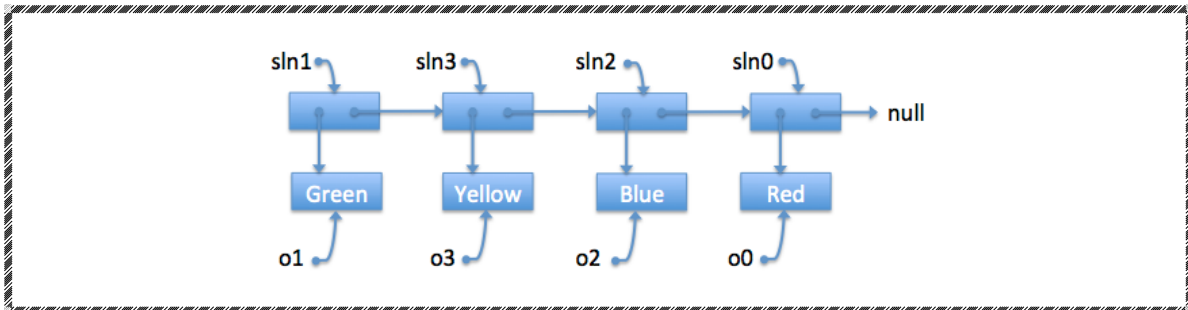 sln1 sln3 sln2 sln0
null
Green Yellow Blue Red
o1 o3 o2 o0